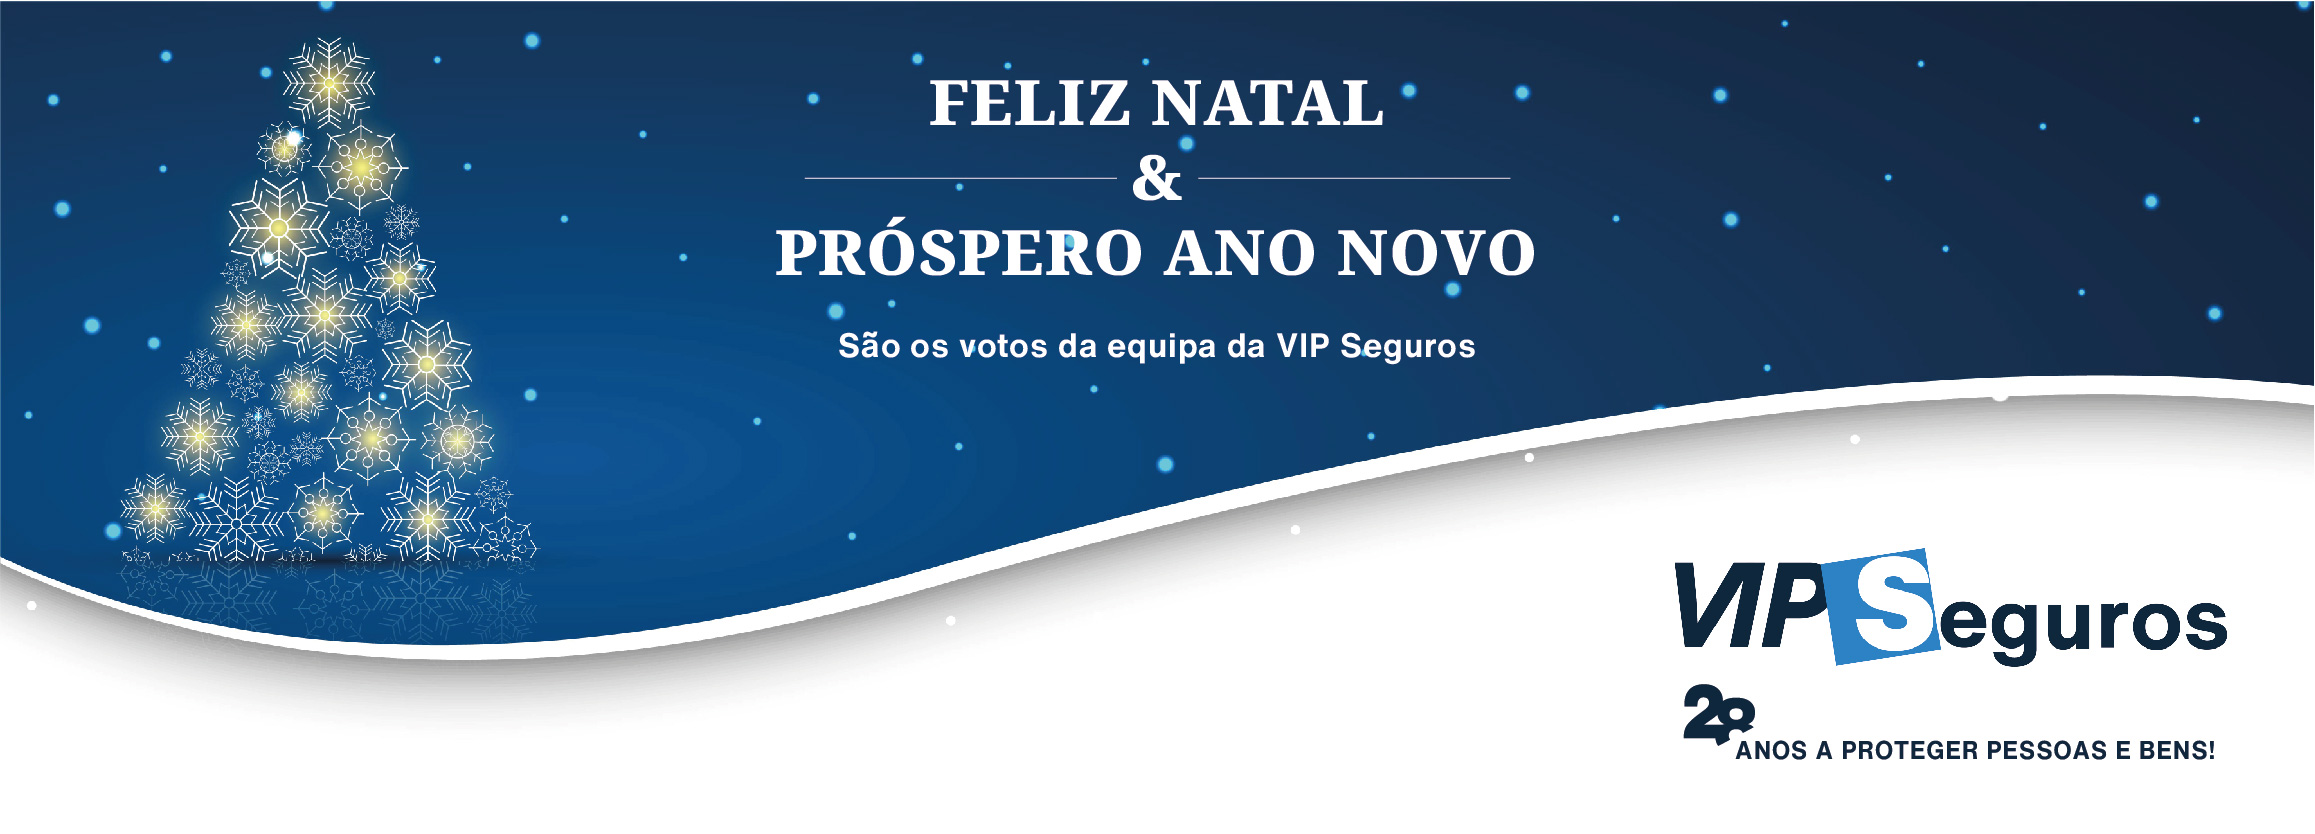 FELIZ NATAL
&
PRÓSPERO ANO NOVO
São os votos da equipa da VIP Seguros
VIP Seguros
28
ANOS A PROTEGER PESSOAS E BENS!